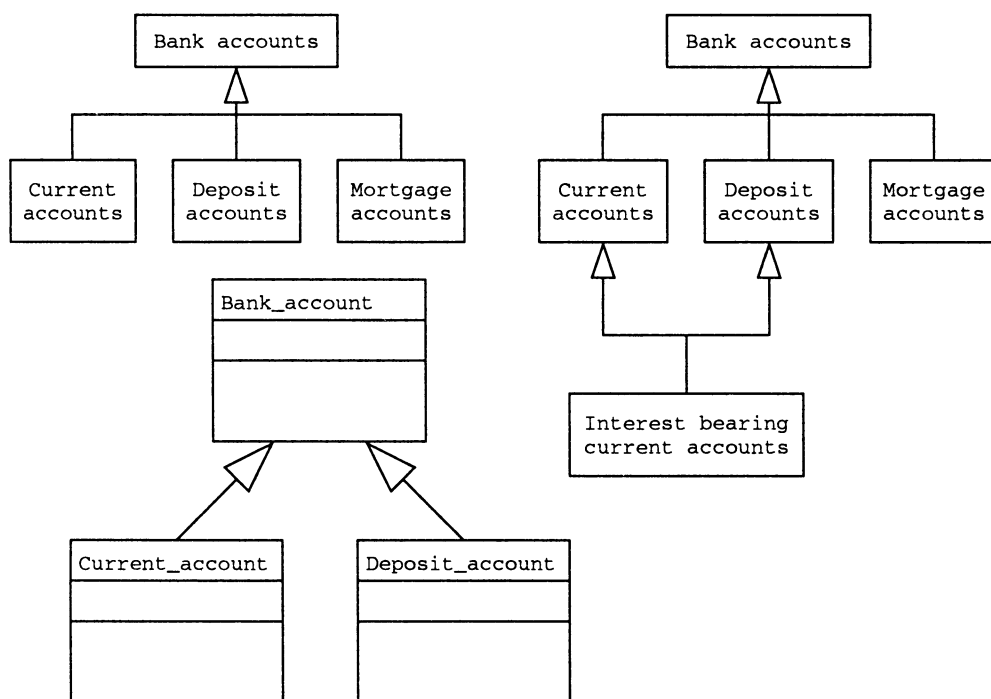 Bank accounts
Current
accounts
Deposit
accounts
Mortgage
accounts
Bank accounts
Current
accounts
Deposit
accounts
Mortgage
accounts
Interest bearing
current accounts
Bank_account
Current_account
Deposit_account